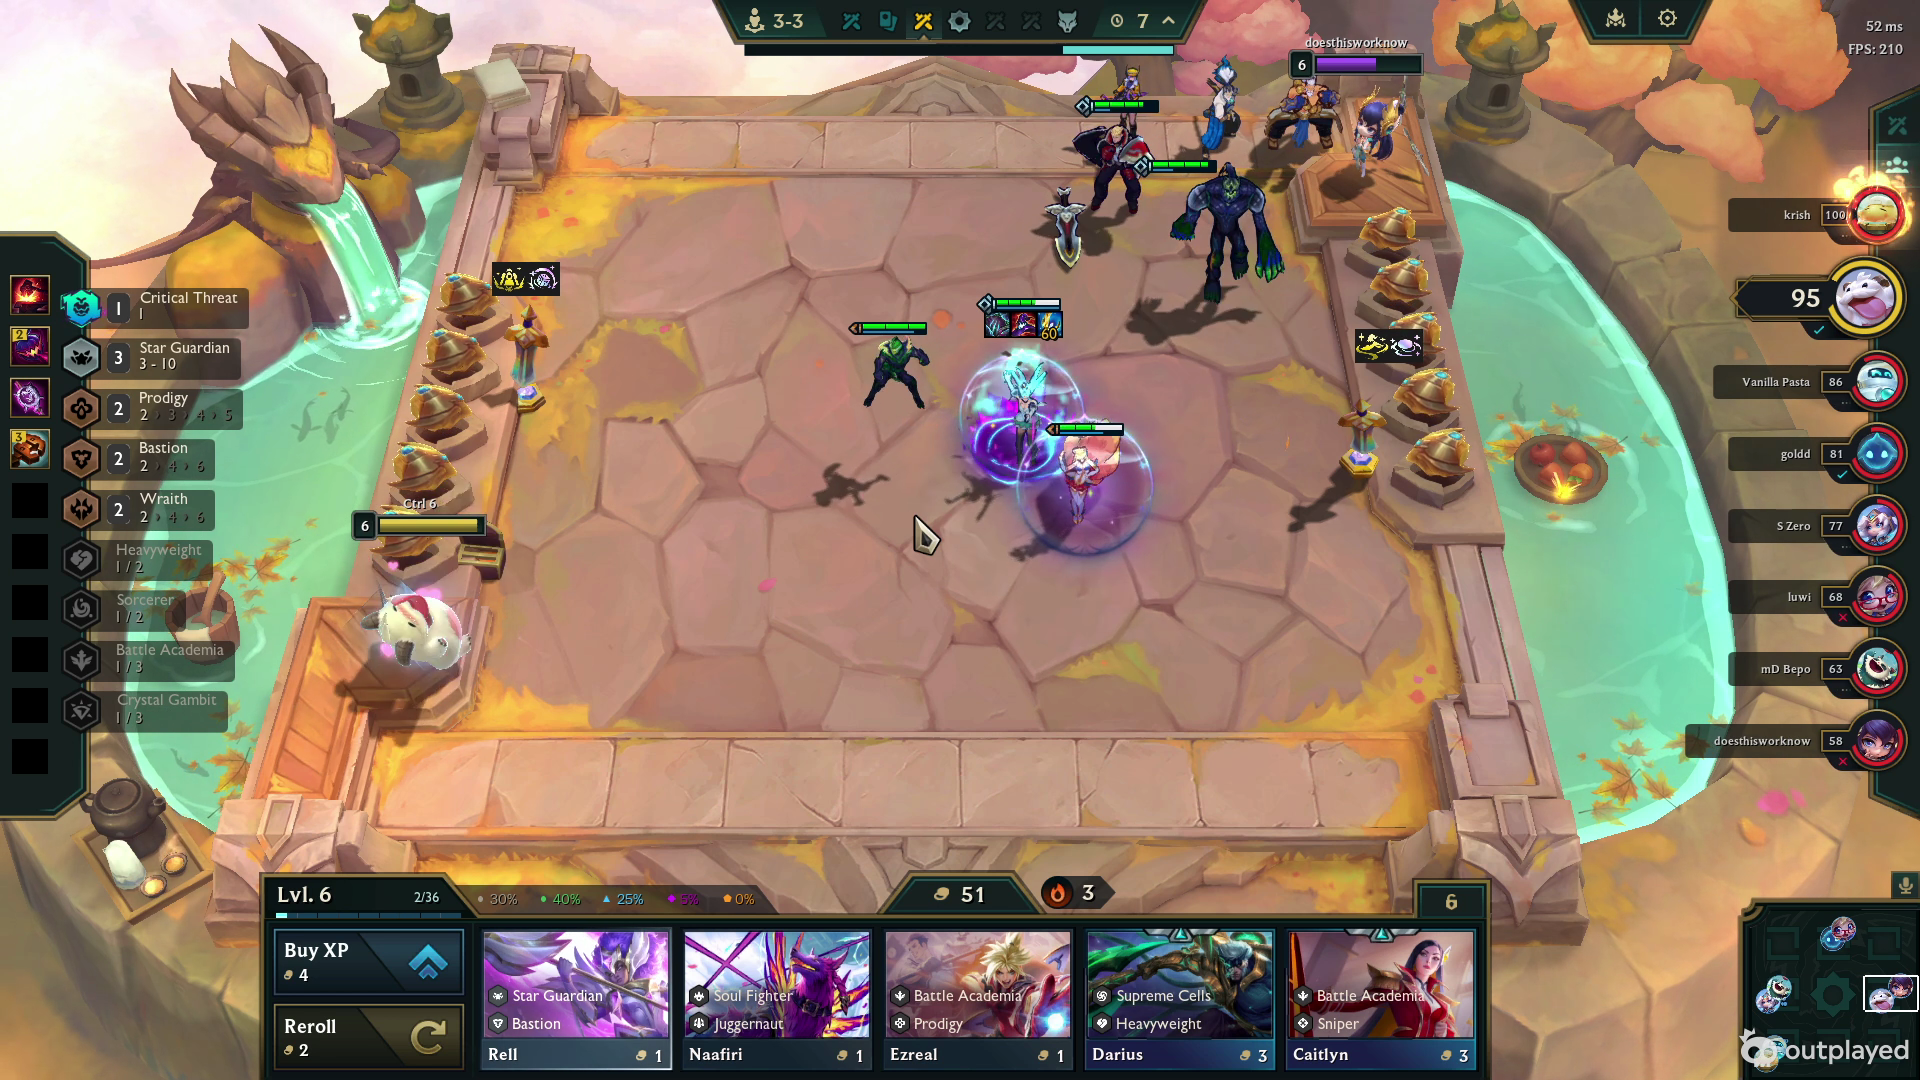 3-3
7
52 ms
FPS: 210
doesthisworknow
6
krish 100
95
Vanilla Pasta 86
goldd 81
S Zero 77
luwi 68
mD Bepo 63
doesthisworknow 58
1 Critical Threat
1
3 Star Guardian
3 - 10
2 Prodigy
2 › 3 › 4 › 5
2 Bastion
2 › 4 › 6
2 Wraith
2 › 4 › 6
Heavyweight
1 / 2
Sorcerer
1 / 2
Battle Academia
1 / 3
Crystal Gambit
1 / 3
2
3
60
Ctrl 6
6
Lvl. 6
2/36
30%
40%
25%
5%
0%
51
3
6
Buy XP
4
Reroll
2
Star Guardian
Bastion
Rell 1
Soul Fighter
Juggernaut
Naafiri 1
Battle Academia
Prodigy
Ezreal 1
Supreme Cells
Heavyweight
Darius 3
Battle Academia
Sniper
Caitlyn 3
outplayed